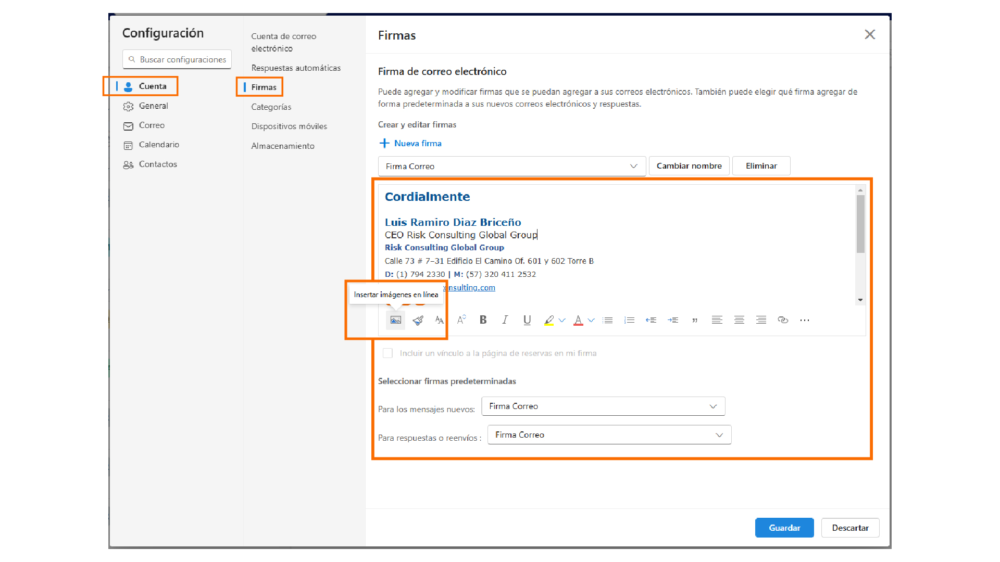 Configuración
Buscar configuraciones
Cuenta
General
Correo
Calendario
Contactos
Cuenta de correo
electrónico
Respuestas automáticas
Firmas
Categorías
Dispositivos móviles
Almacenamiento
Firmas
Firma de correo electrónico
Puede agregar y modificar firmas que se puedan agregar a sus correos electrónicos. También puede elegir qué firma agregar de
forma predeterminada a sus nuevos correos electrónicos y respuestas.
Crear y editar firmas
Nueva firma
Firma Correo
Cambiar nombre
Eliminar
Cordialmente
Luis Ramiro Diaz Briceño
CEO Risk Consulting Global Group
Risk Consulting Global Group
Calle 73 # 7–31 Edificio El Camino Of. 601 y 602 Torre B
D: (1) 794 2330 | M: (57) 320 411 2532
onsulting.com
Insertar imágenes en línea
Incluir un vínculo a la página de reservas en mi firma
Seleccionar firmas predeterminadas
Para los mensajes nuevos:
Firma Correo
Para respuestas o reenvíos :
Firma Correo
Guardar
Descartar